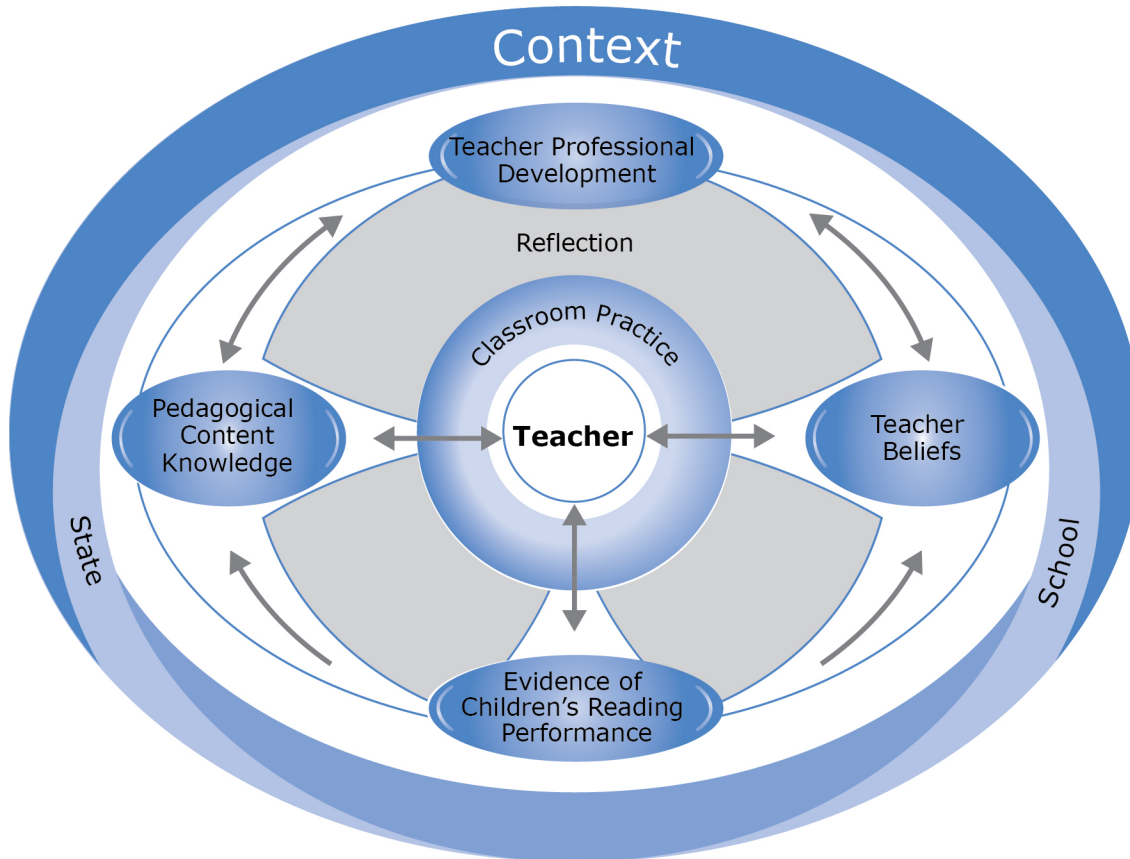 Context
Teacher Professional
Development
Reflection
Classroom Practice
Pedagogical
Content
Knowledge
Teacher
Teacher
Beliefs
State
School
Evidence of
Children’s Reading
Performance